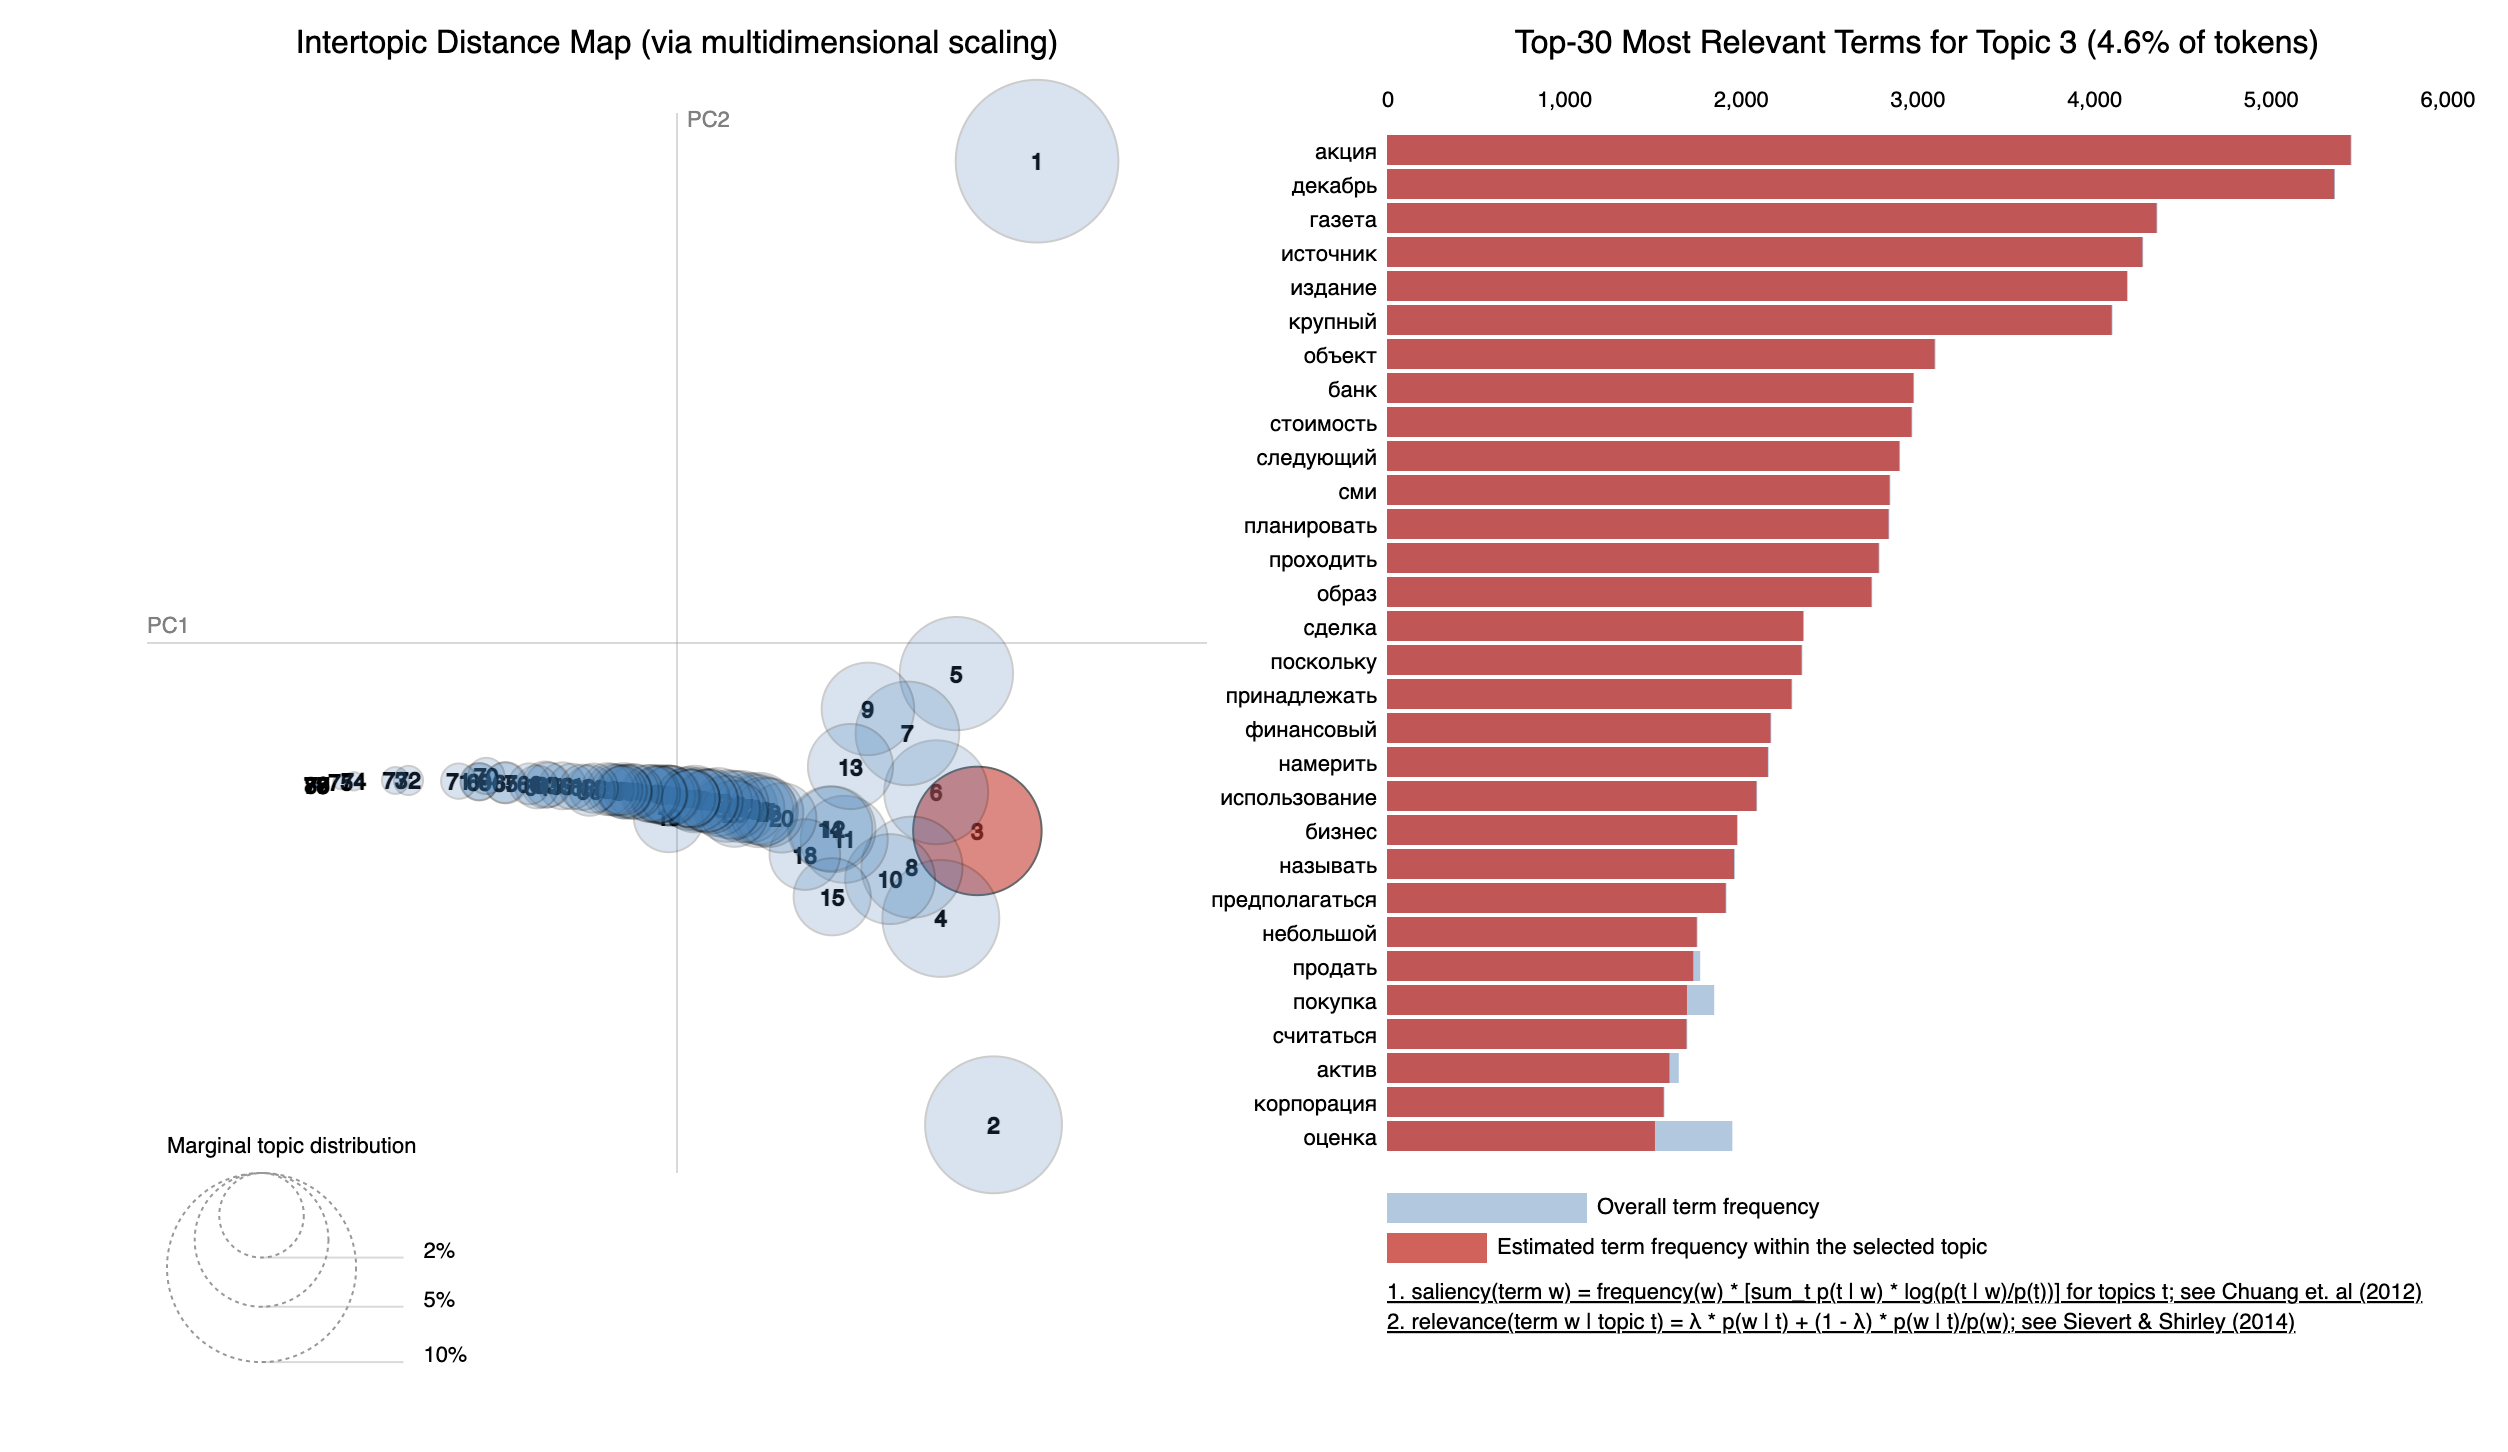 Intertopic Distance Map (via multidimensional scaling)
PC2
1
PC1
5
9
7
13
6
3
74
72
70
20
11
18
8
10
15
4
2
Marginal topic distribution
2%
5%
10%
Top-30 Most Relevant Terms for Topic 3 (4.6% of tokens)
0 1,000 2,000 3,000 4,000 5,000 6,000
акция
декабрь
газета
источник
издание
крупный
объект
банк
стоимость
следующий
сми
планировать
проходить
образ
сделка
поскольку
принадлежать
финансовый
намерить
использование
бизнес
называть
предполагаться
небольшой
продать
покупка
считаться
актив
корпорация
оценка
Overall term frequency
Estimated term frequency within the selected topic
1. saliency(term w) = frequency(w) * [sum_t p(t | w) * log(p(t | w)/p(t))] for topics t; see Chuang et. al (2012)
2. relevance(term w | topic t) = λ * p(w | t) + (1 - λ) * p(w | t)/p(w); see Sievert & Shirley (2014)